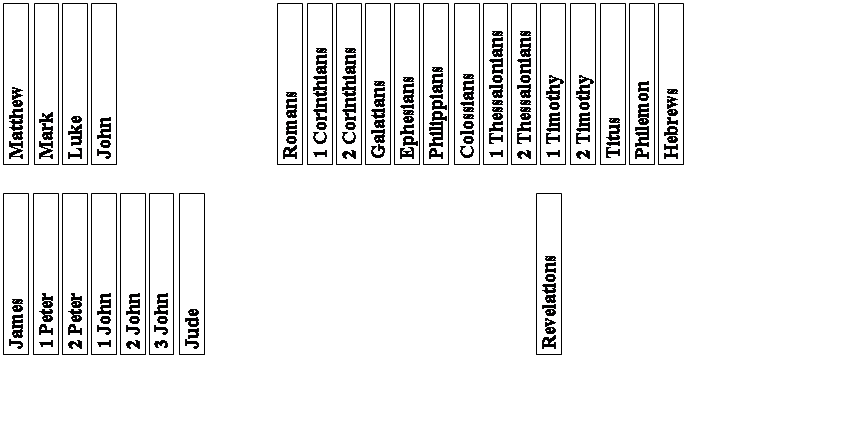 Matthew
Mark
Luke
John
Romans
1 Corinthians
2 Corinthians
Galatians
Ephesians
Philippians
Colossians
1 Thessalonians
2 Thessalonians
1 Timothy
2 Timothy
Titus
Philemon
Hebrews
James
1 Peter
2 Peter
1 John
2 John
3 John
Jude
Revelations